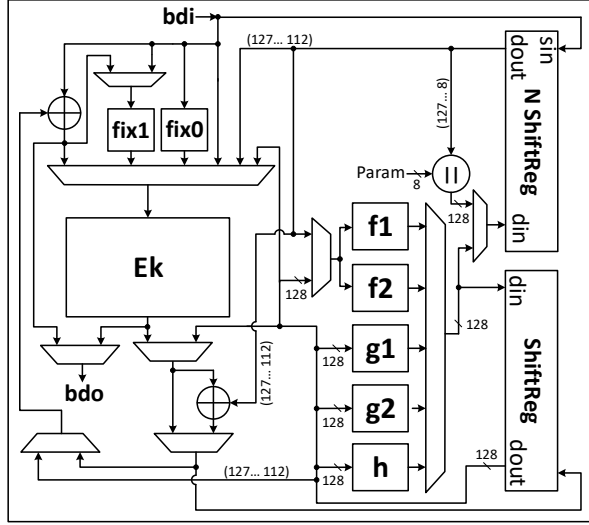 bdi
(127... 112)
sin
dout
N ShiftReg
din
fix1
fix0
(127... 8)
Param
8
||
128
Ek
f1
128
f2
128
din
ShiftReg
dout
128
g1
128
(127... 112)
bdo
g2
128
h
128
(127... 112)
128